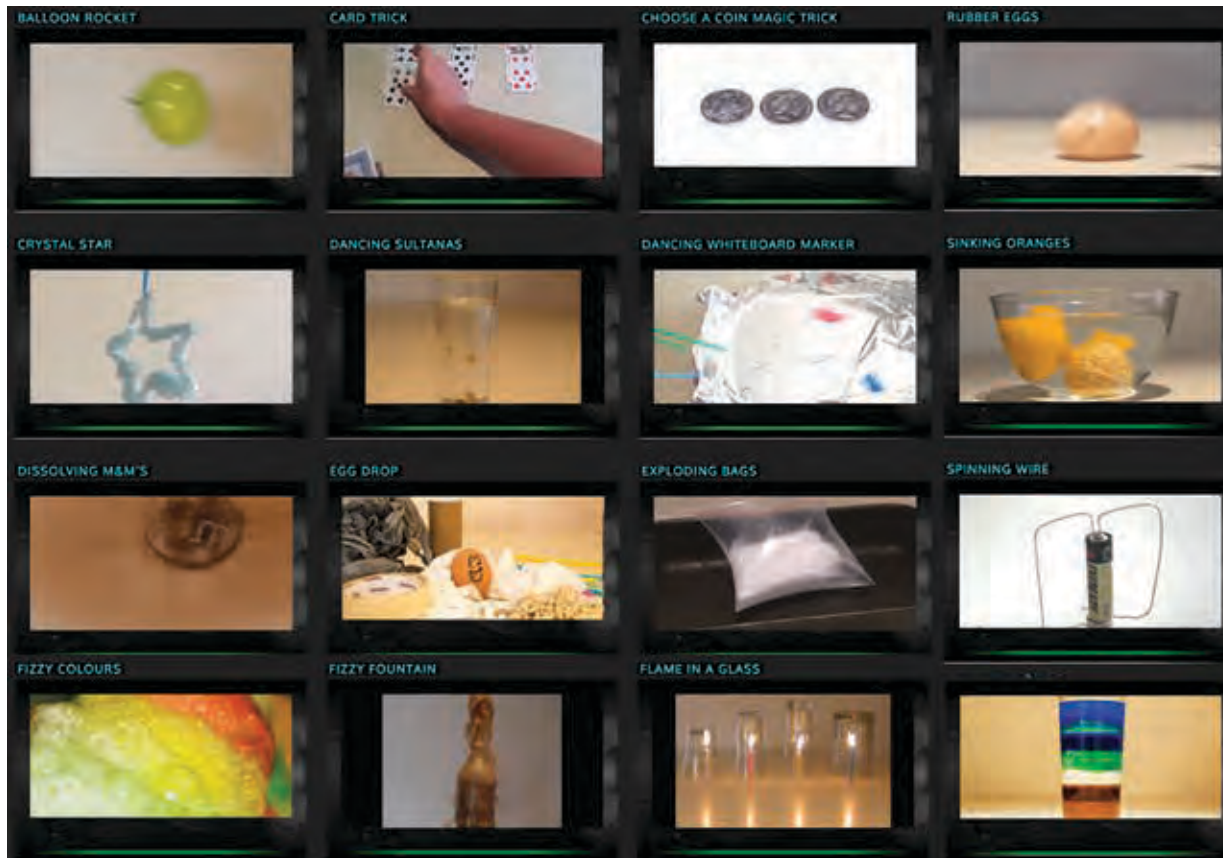 BALLOON ROCKET
CARD TRICK
CHOOSE A COIN MAGIC TRICK
RUBBER EGGS
CRYSTAL STAR
DANCING SULTANAS
DANCING WHITEBOARD MARKER
SINKING ORANGES
DISSOLVING M&M'S
EGG DROP
EXPLODING BAGS
SPINNING WIRE
FIZZY COLOURS
FIZZY FOUNTAIN
FLAME IN A GLASS